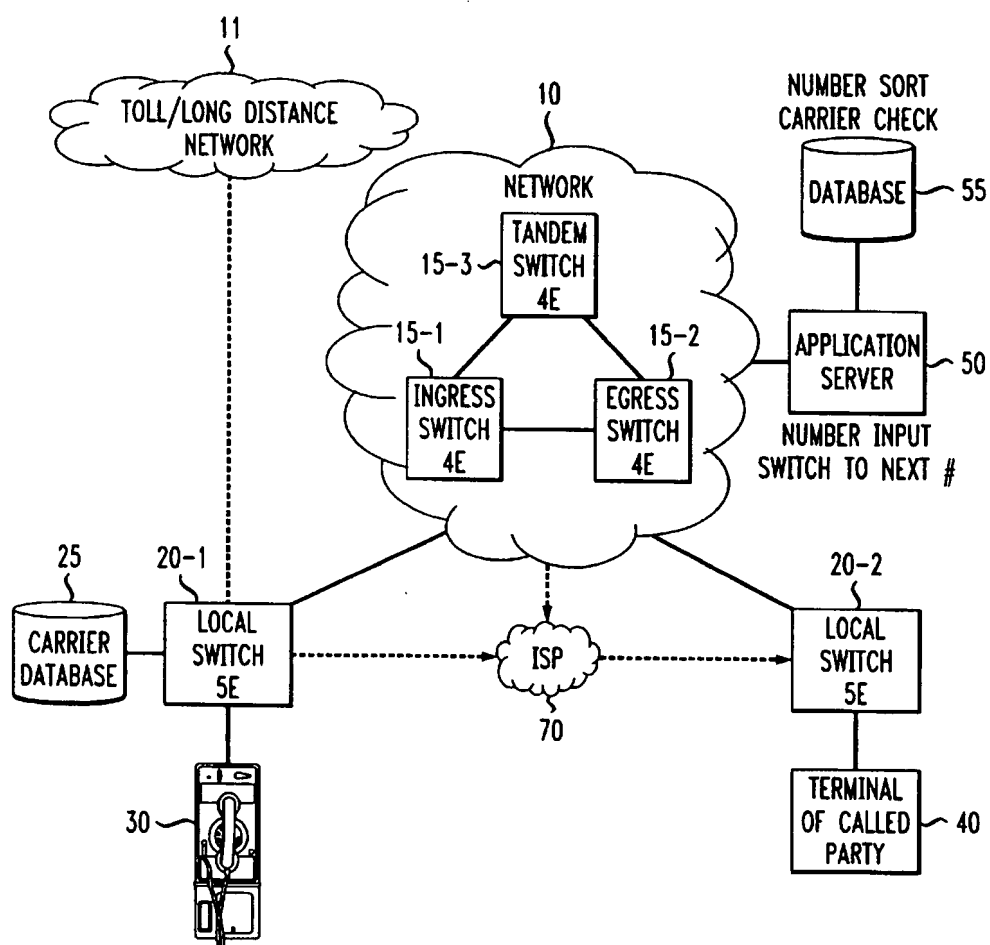 11
TOLL/LONG DISTANCE
NETWORK
10
NUMBER SORT
CARRIER CHECK
DATABASE
55
NETWORK
TANDEM
SWITCH
4E
15-3
15-1
INGRESS
SWITCH
4E
15-2
EGRESS
SWITCH
4E
APPLICATION
SERVER
50
NUMBER INPUT
SWITCH TO NEXT #
25
CARRIER
DATABASE
20-1
LOCAL
SWITCH
5E
ISP
70
20-2
LOCAL
SWITCH
5E
30
TERMINAL
OF CALLED
PARTY
40